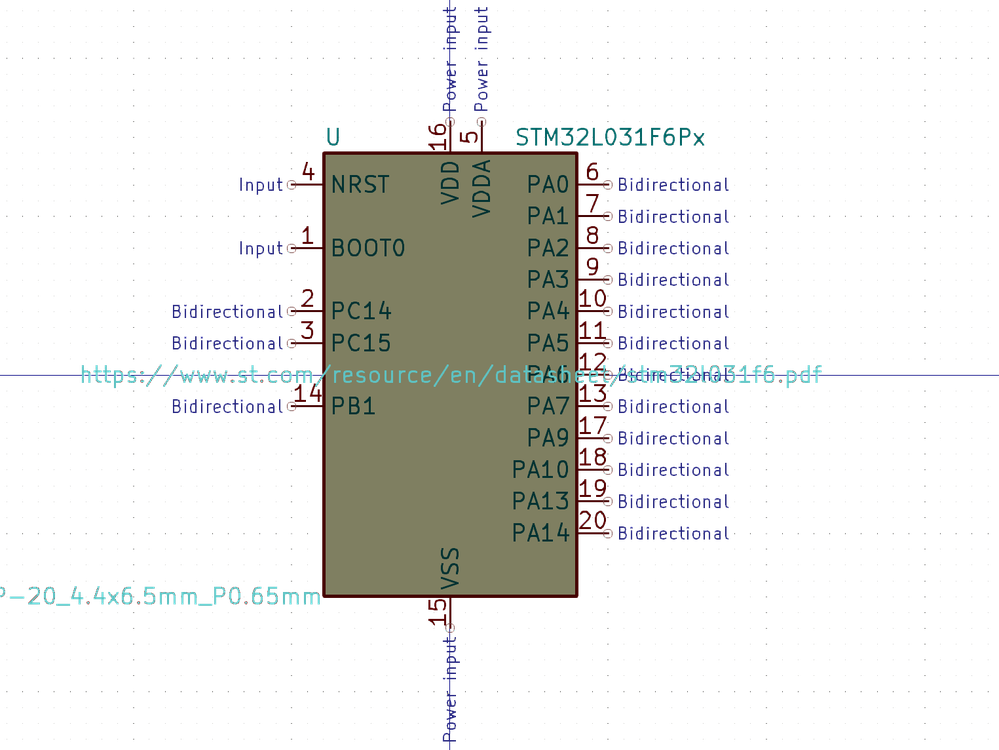 Power input
Power input
16
5
U
STM32L031F6Px
VDD
VDDA
Input 4 NRST
PA0 6 Bidirectional
PA1 7 Bidirectional
Input 1 BOOT0
PA2 8 Bidirectional
PA3 9 Bidirectional
Bidirectional 2 PC14
PA4 10 Bidirectional
Bidirectional 3 PC15
PA5 11 Bidirectional
https://www.st.com/resource/en/datasheet/stm32l031f6.pdf
PA6 12 Bidirectional
Bidirectional 14 PB1
PA7 13 Bidirectional
PA9 17 Bidirectional
PA10 18 Bidirectional
PA13 19 Bidirectional
PA14 20 Bidirectional
VSS
P-20_4.4x6.5mm_P0.65mm
15
Power input